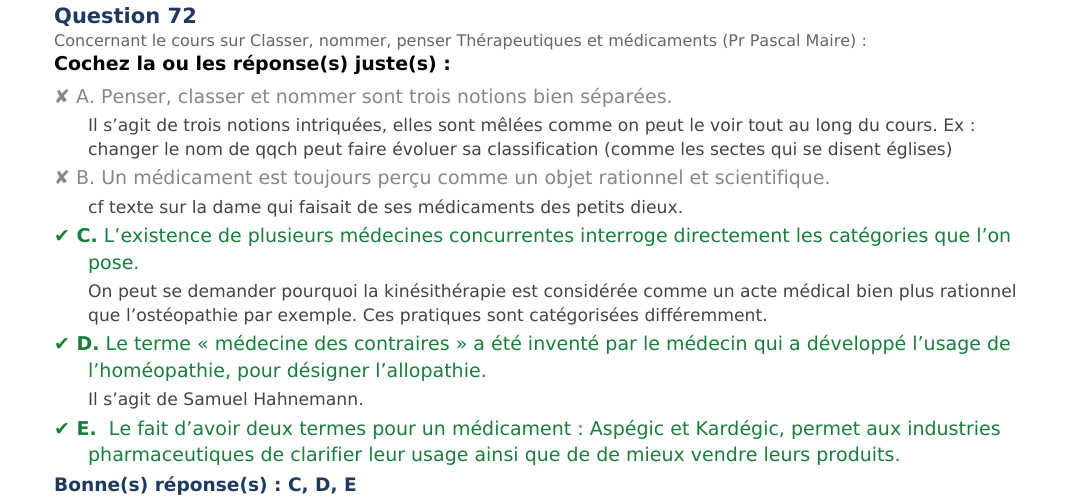 Question 72
Concernant le cours sur Classer, nommer, penser Thérapeutiques et médicaments (Pr Pascal Maire) :
Cochez la ou les réponse(s) juste(s) :
✘ A. Penser, classer et nommer sont trois notions bien séparées.
Il s’agit de trois notions intriquées, elles sont mêlées comme on peut le voir tout au long du cours. Ex :
changer le nom de qqch peut faire évoluer sa classification (comme les sectes qui se disent églises)
✘ B. Un médicament est toujours perçu comme un objet rationnel et scientifique.
cf texte sur la dame qui faisait de ses médicaments des petits dieux.
✔ C. L’existence de plusieurs médecines concurrentes interroge directement les catégories que l’on
pose.
On peut se demander pourquoi la kinésithérapie est considérée comme un acte médical bien plus rationnel
que l’ostéopathie par exemple. Ces pratiques sont catégorisées différemment.
✔ D. Le terme « médecine des contraires » a été inventé par le médecin qui a développé l’usage de
l’homéopathie, pour désigner l’allopathie.
Il s’agit de Samuel Hahnemann.
✔ E. Le fait d’avoir deux termes pour un médicament : Aspégic et Kardégic, permet aux industries
pharmaceutiques de clarifier leur usage ainsi que de de mieux vendre leurs produits.
Bonne(s) réponse(s) : C, D, E